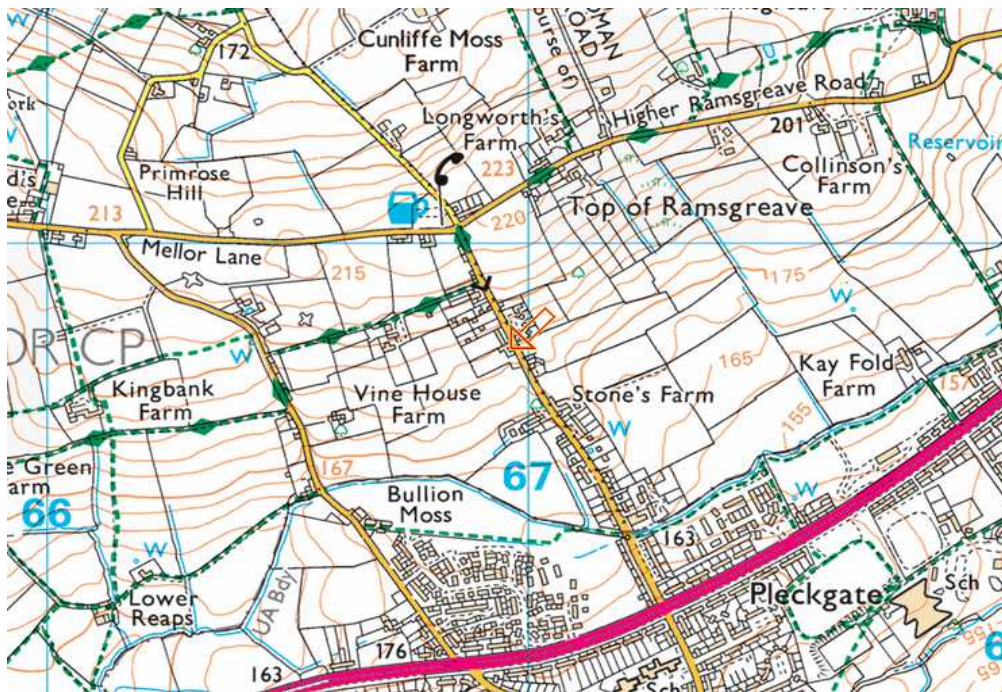 172
Cunliffe Moss
Farm
ROAD
Longworth's
Farm
Higher Ramsgreave Road
201
Collinson's
Farm
Reservoir
Primrose
Hill
223
213
220
Top of Ramsgreave
Mellor Lane
215
175
W
CP
W
165
Kingbank
Farm
Vine House
Farm
Stone's Farm
Kay Fold
Farm
157
W
155
Green
167
67
66
Bullion
Moss
W
W
163
Pleckgate
Sch
Lower
Reaps
UA Bdy
176
163
Sch